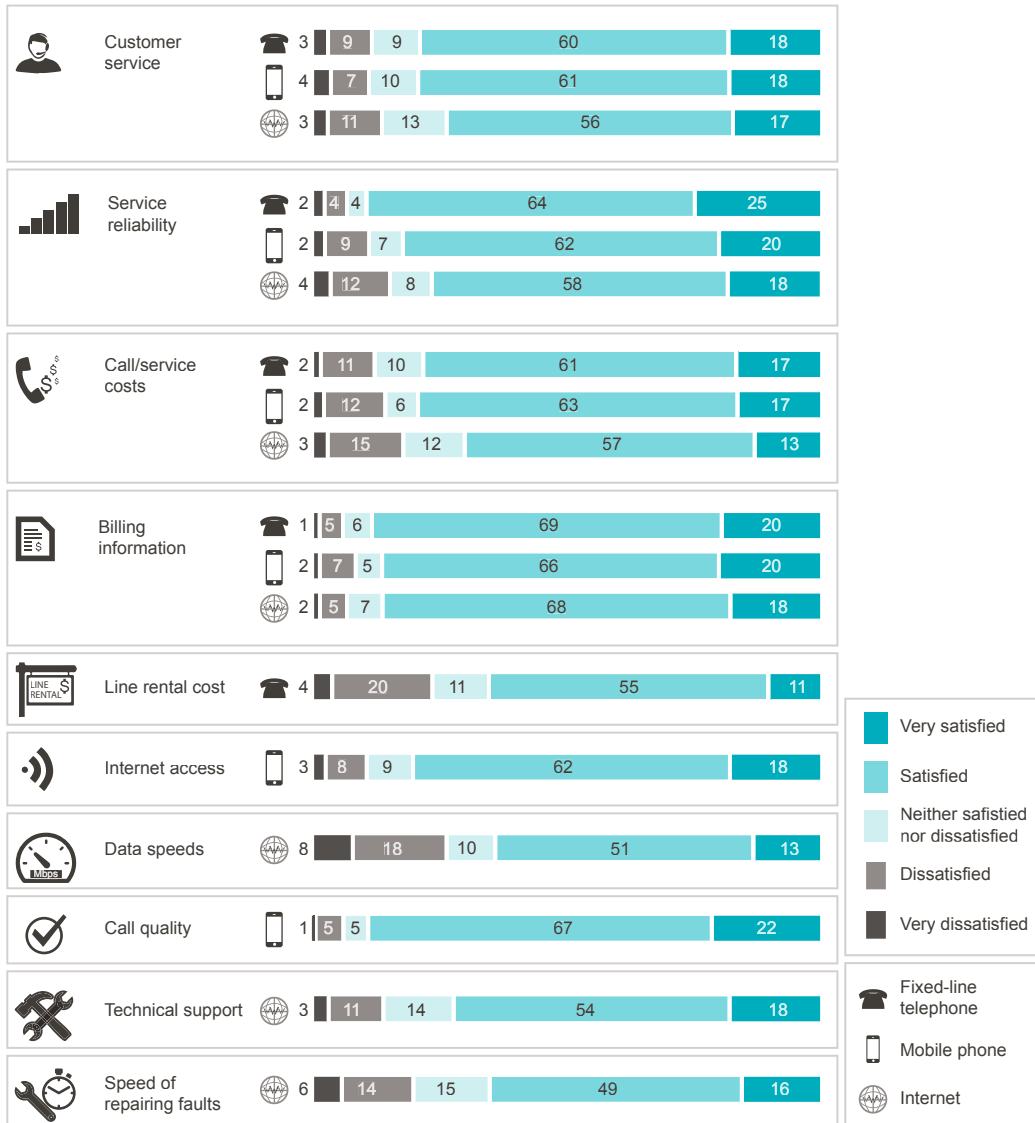 Customer
service
3 9 9 60 18
4 7 10 61 18
3 11 13 56 17
Service
reliability
2 4 4 64 25
2 9 7 62 20
4 12 8 58 18
Call/service
costs
$
$
$
$
2 11 10 61 17
2 12 6 63 17
3 15 12 57 13
Billing
information
$
1 5 6 69 20
2 7 5 66 20
2 5 7 68 18
LINE
RENTAL $
Line rental cost
4 20 11 55 11
Internet access
3 8 9 62 18
Mbps
Data speeds
8 18 10 51 13
Call quality
1 5 5 67 22
Technical support
3 11 14 54 18
Speed of
repairing faults
6 14 15 49 16
Very satisfied
Satisfied
Neither safistied
nor dissatisfied
Dissatisfied
Very dissatisfied
Fixed-line
telephone
Mobile phone
Internet